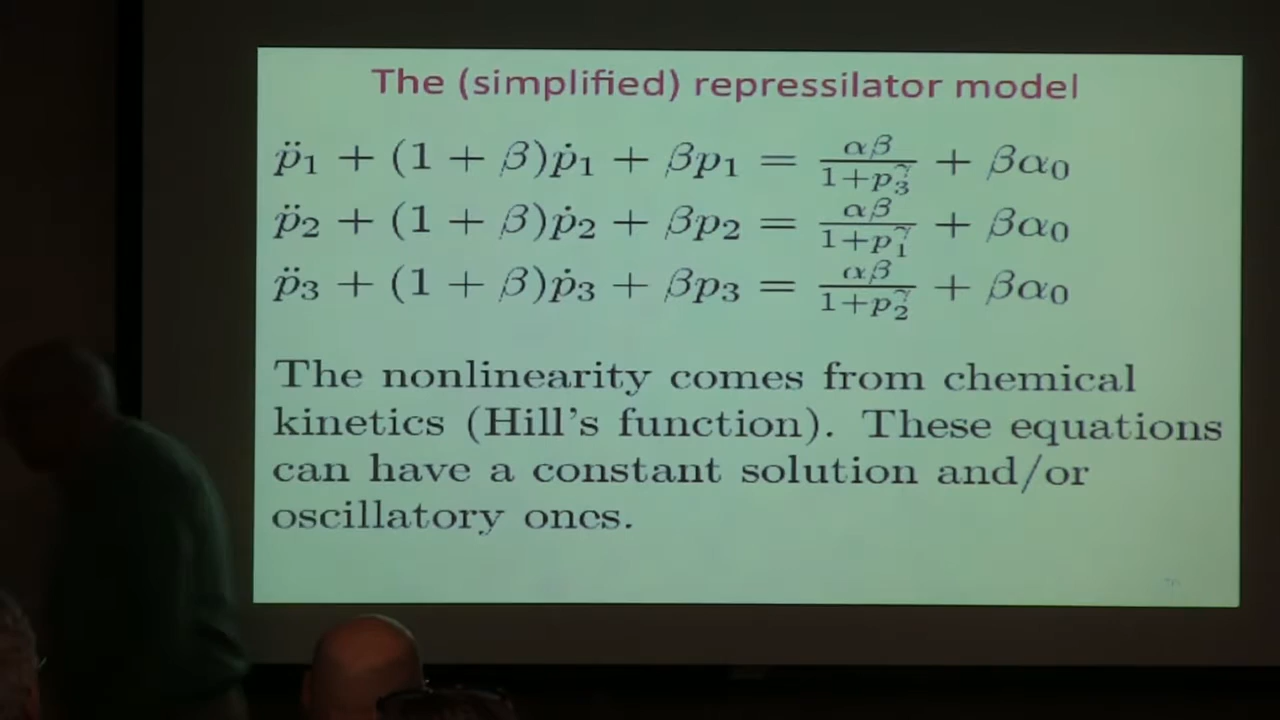 The (simplified) repressilator model
p̈₁ + (1 + β)ṗ₁ + βp₁ = αβ/(1+p₃^γ) + βα₀
p̈₂ + (1 + β)ṗ₂ + βp₂ = αβ/(1+p₁^γ) + βα₀
p̈₃ + (1 + β)ṗ₃ + βp₃ = αβ/(1+p₂^γ) + βα₀
The nonlinearity comes from chemical
kinetics (Hill's function). These equations
can have a constant solution and/or
oscillatory ones.